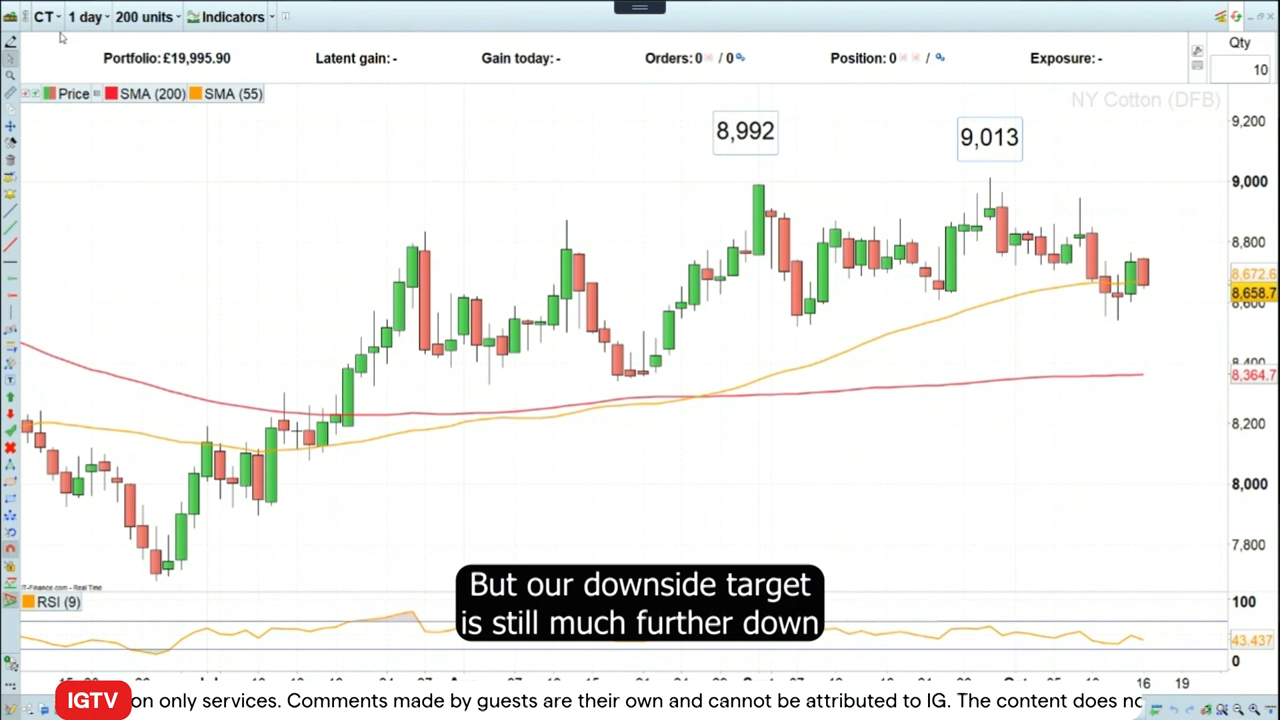 CT 1 day 200 units Indicators
Portfolio:£19,995.90 Latent gain:- Gain today:- Orders:0 /0 Position:0 / Exposure:- Qty
10
Price SMA (200) SMA (55)
NY Cotton (DFB)
8,992
9,013
9,200
9,000
8,800
8,672.6
8,658.7
8,600
8,400
8,364.7
8,200
8,000
7,800
IT-Finance.com - Real Time
RSI (9)
100
43.437
0
But our downside target
is still much further down
16 19
IGTV on only services. Comments made by guests are their own and cannot be attributed to IG. The content does no